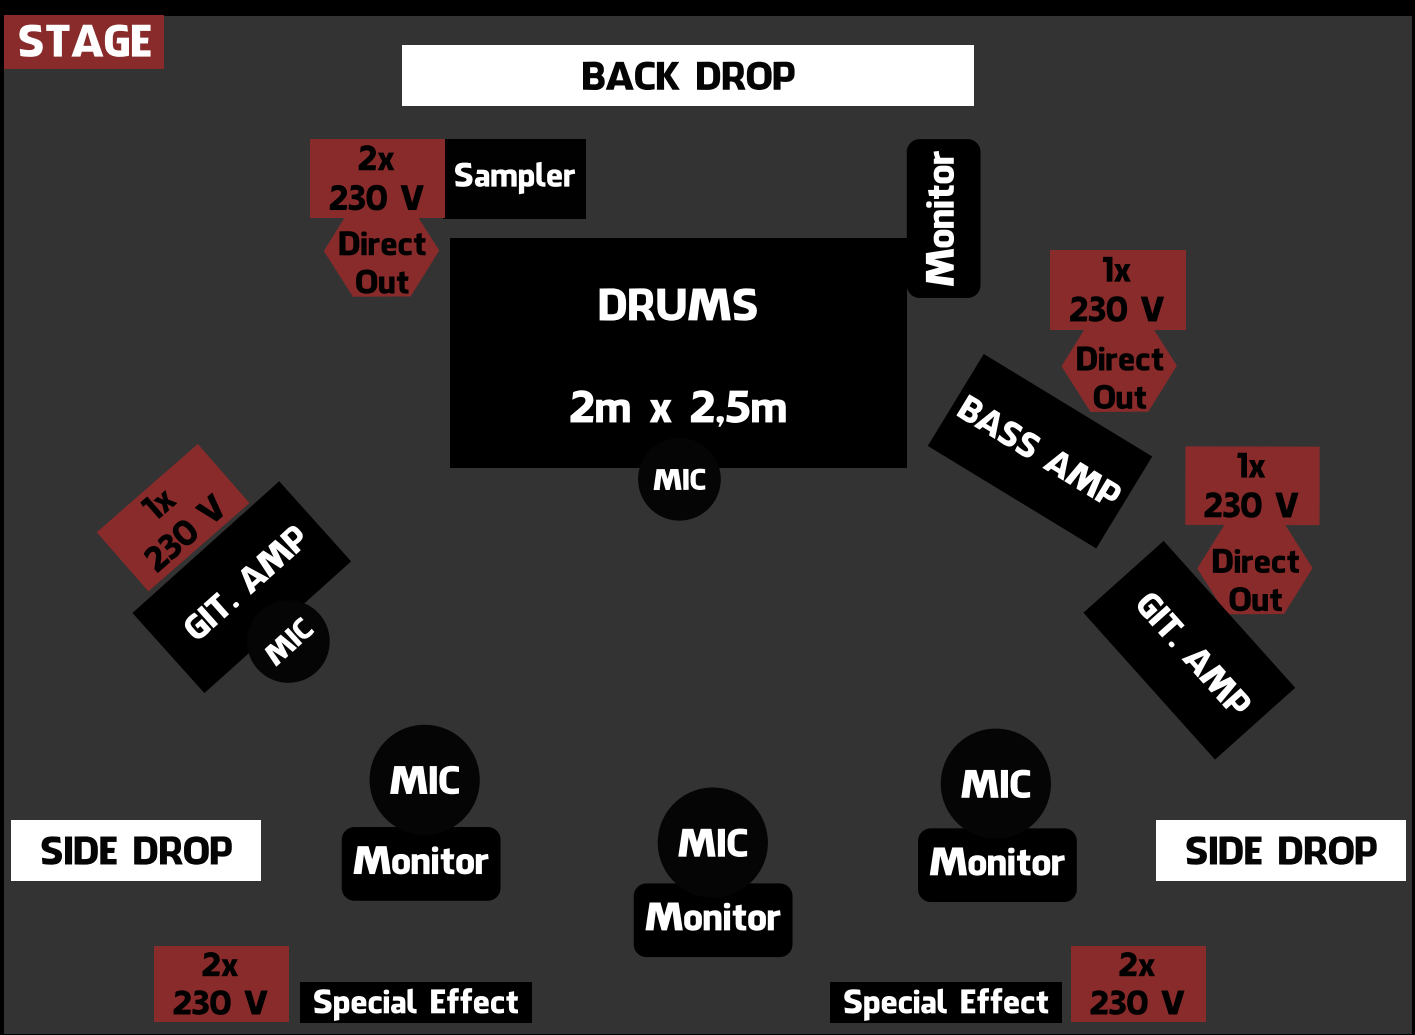 STAGE
BACK DROP
2x
230 V
Sampler
Direct
Out
Monitor
DRUMS
2m x 2,5m
MIC
1x
230 V
Direct
Out
BASS AMP
1x
230 V
GIT. AMP
MIC
1x
230 V
Direct
Out
GIT. AMP
MIC
Monitor
MIC
Monitor
MIC
Monitor
SIDE DROP
SIDE DROP
2x
230 V
Special Effect
Special Effect
2x
230 V